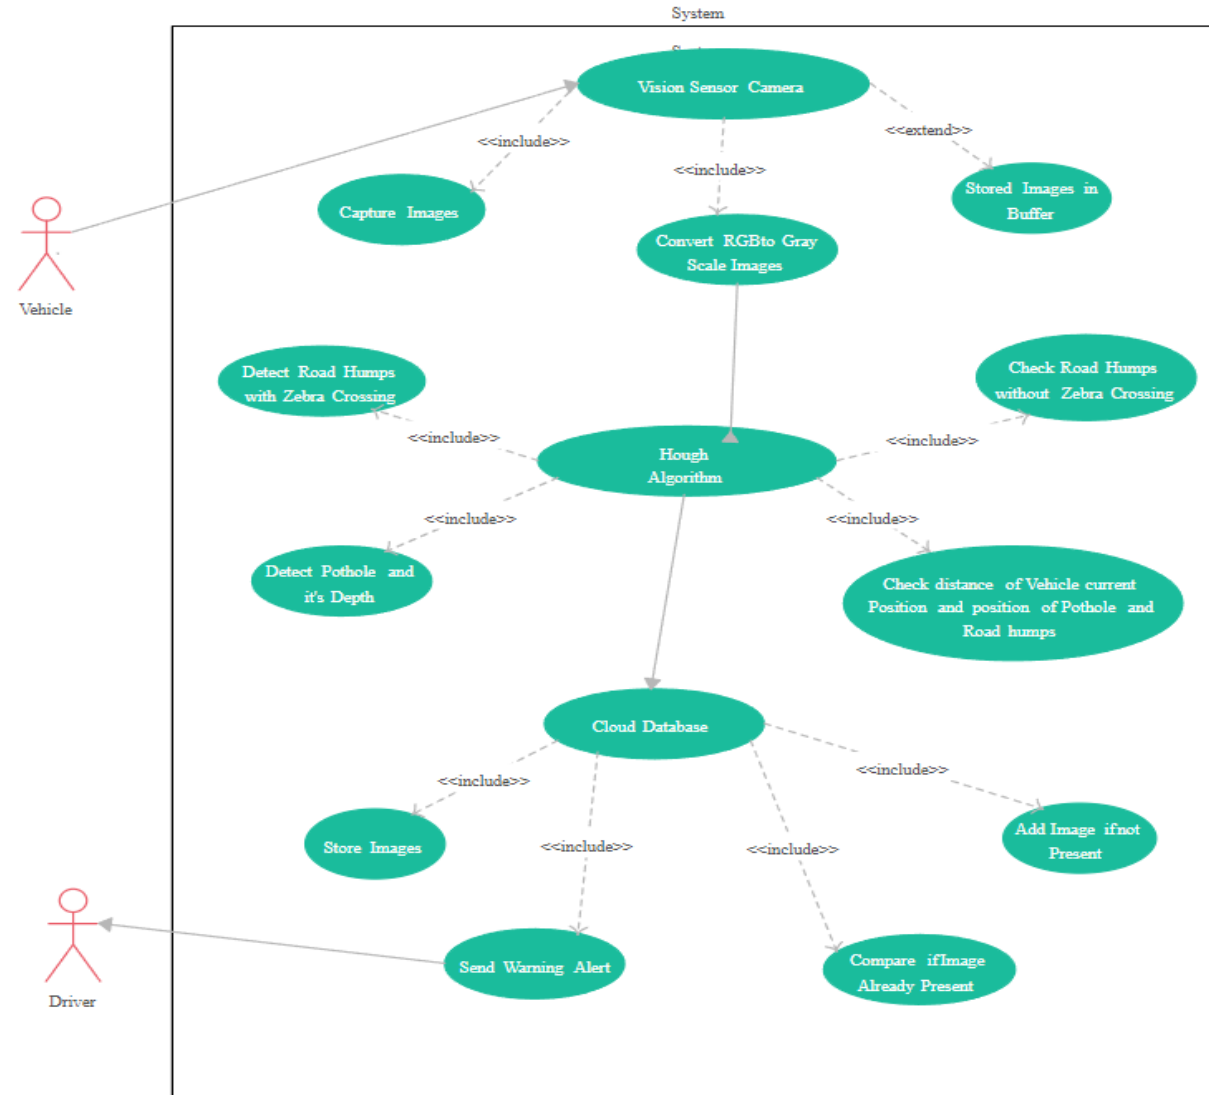 System
Vision Sensor Camera
<<include>>
<<extend>>
<<include>>
Capture Images
Stored Images in
Buffer
Convert RGBto Gray
Scale Images
Vehicle
Detect Road Humps
with Zebra Crossing
Check Road Humps
without Zebra Crossing
<<include>>
<<include>>
Hough
Algorithm
<<include>>
<<include>>
Detect Pothole and
it's Depth
Check distance of Vehicle current
Position and position of Pothole and
Road humps
Cloud Database
<<include>>
<<include>>
<<include>>
<<include>>
Store Images
Add Image ifnot
Present
Send Warning Alert
Compare ifImage
Already Present
Driver